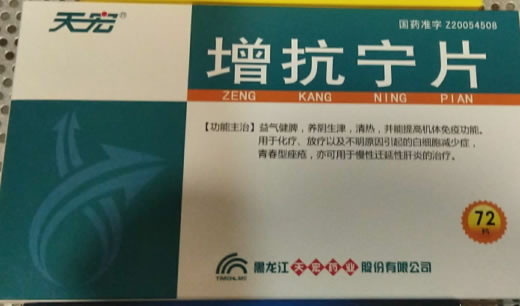 天宏®
国药准字 Z20054508
增抗宁片
ZENG KANG NING PIAN
【功能主治】益气健脾，养阴生津，清热，并能提高机体免疫功能。
用于化疗、放疗以及不明原因引起的白细胞减少症，
青春型痤疮，亦可用于慢性迁延性肝炎的治疗。
72
片
黑龙江天宏药业股份有限公司